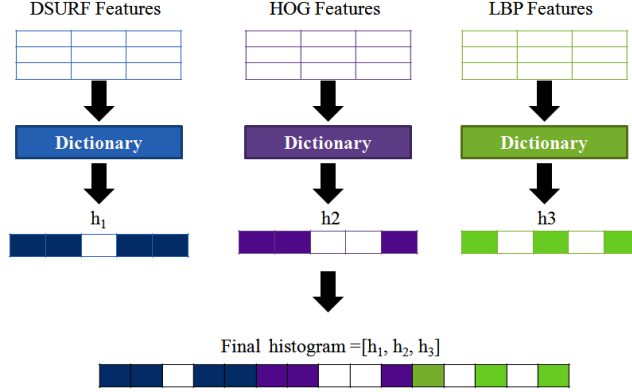 DSURF Features HOG Features LBP Features
Dictionary Dictionary Dictionary
h₁ h2 h3
Final histogram =[h₁, h₂, h₃]